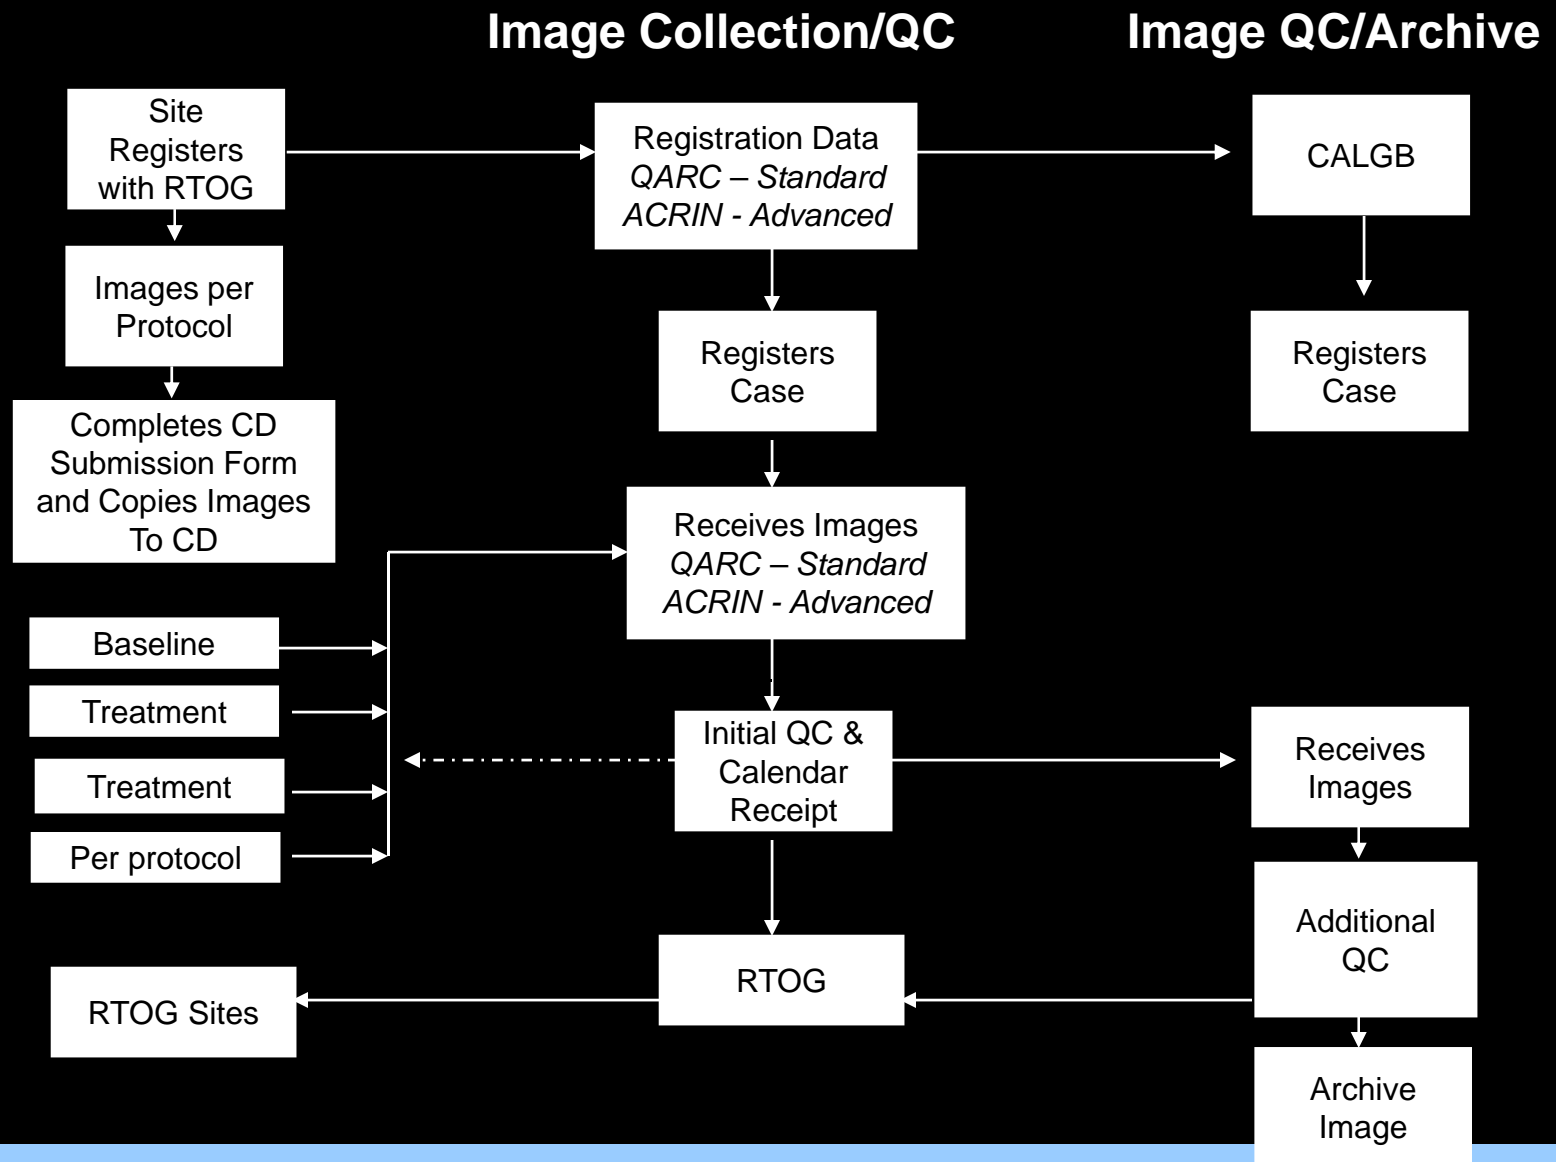 Image Collection/QC
Image QC/Archive
Site
Registers
with RTOG
Registration Data
QARC – Standard
ACRIN - Advanced
CALGB
Images per
Protocol
Registers
Case
Registers
Case
Completes CD
Submission Form
and Copies Images
To CD
Receives Images
QARC – Standard
ACRIN - Advanced
Baseline
Treatment
Treatment
Per protocol
Initial QC &
Calendar
Receipt
Receives
Images
Additional
QC
RTOG
RTOG Sites
Archive
Image